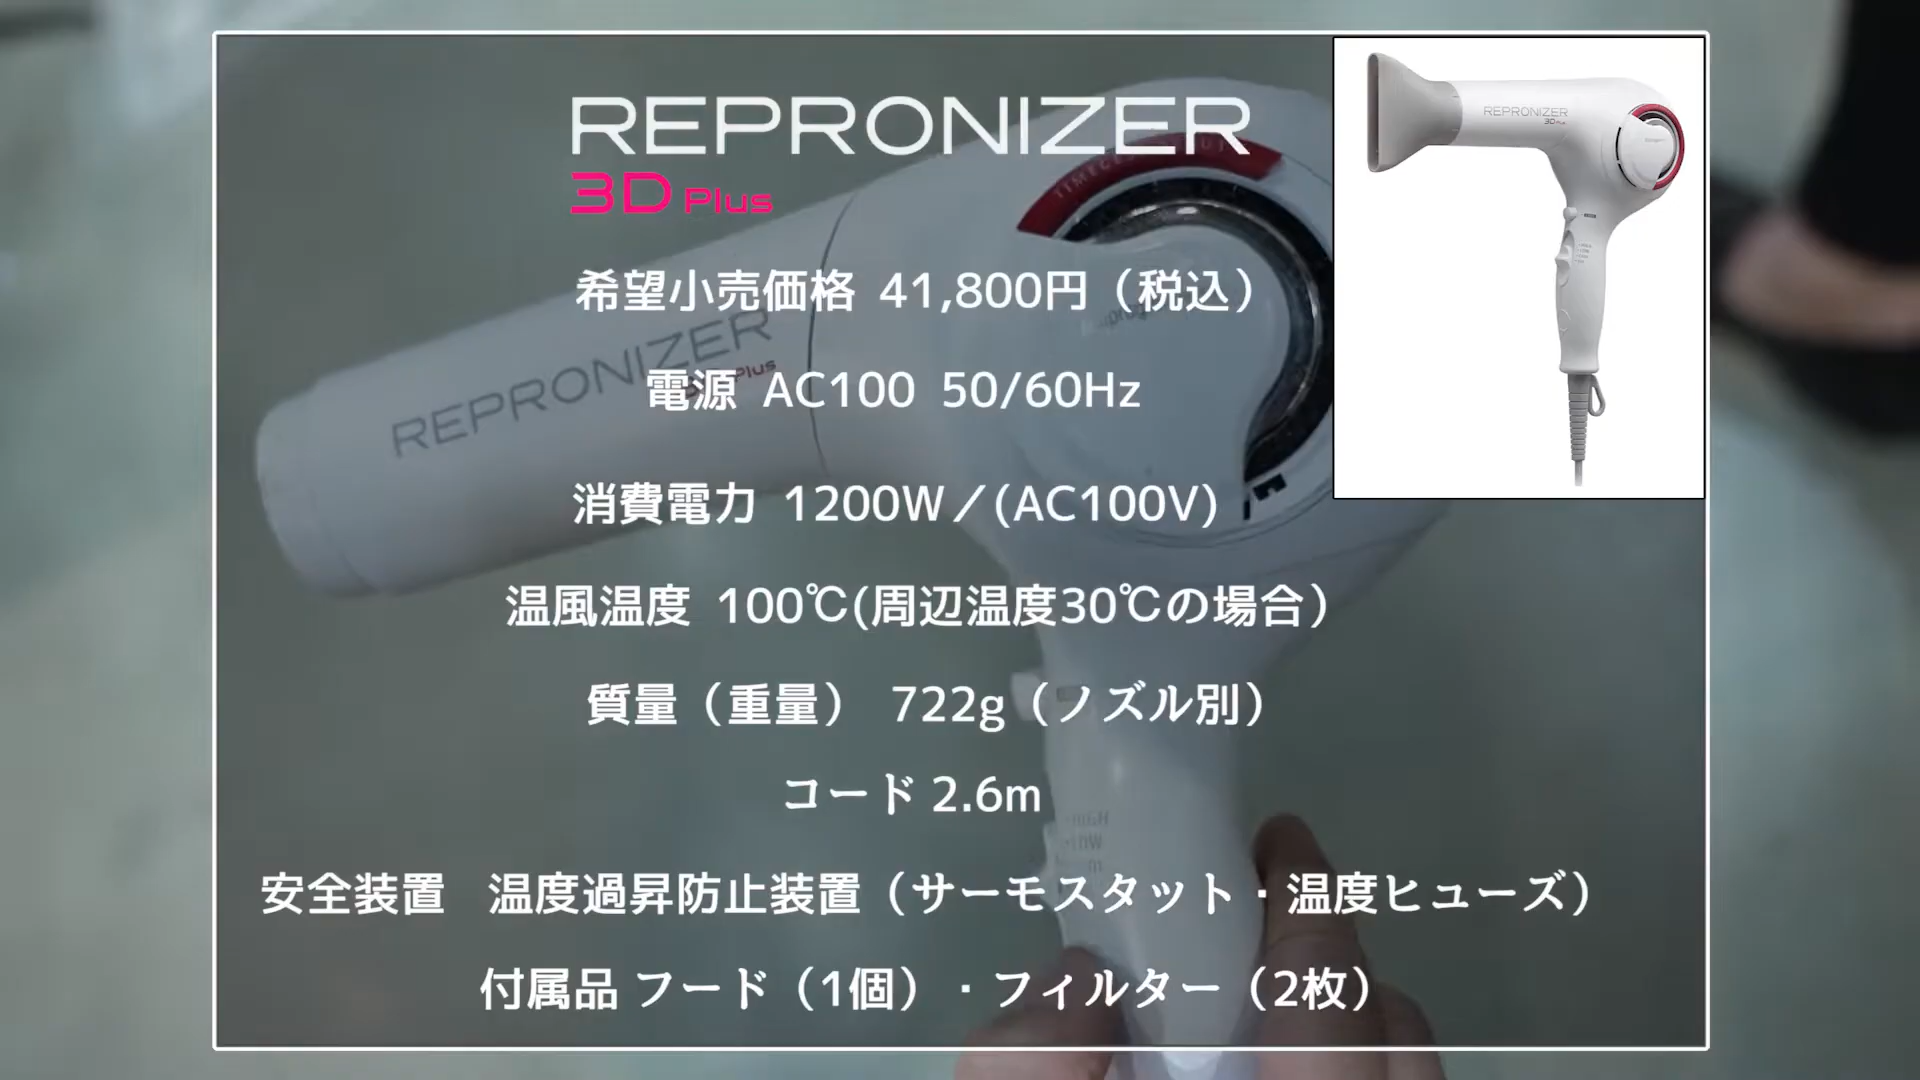 REPRONIZER
3D Plus
希望小売価格 41,800円（税込）
電源 AC100 50/60Hz
消費電力 1200W／(AC100V)
温風温度 100℃(周辺温度30℃の場合）
質量（重量） 722g（ノズル別）
コード 2.6m
安全装置 温度過昇防止装置（サーモスタット・温度ヒューズ）
付属品 フード（1個）・フィルター（2枚）
REPRONIZER
3D Plus
REPRONIZER
Plus